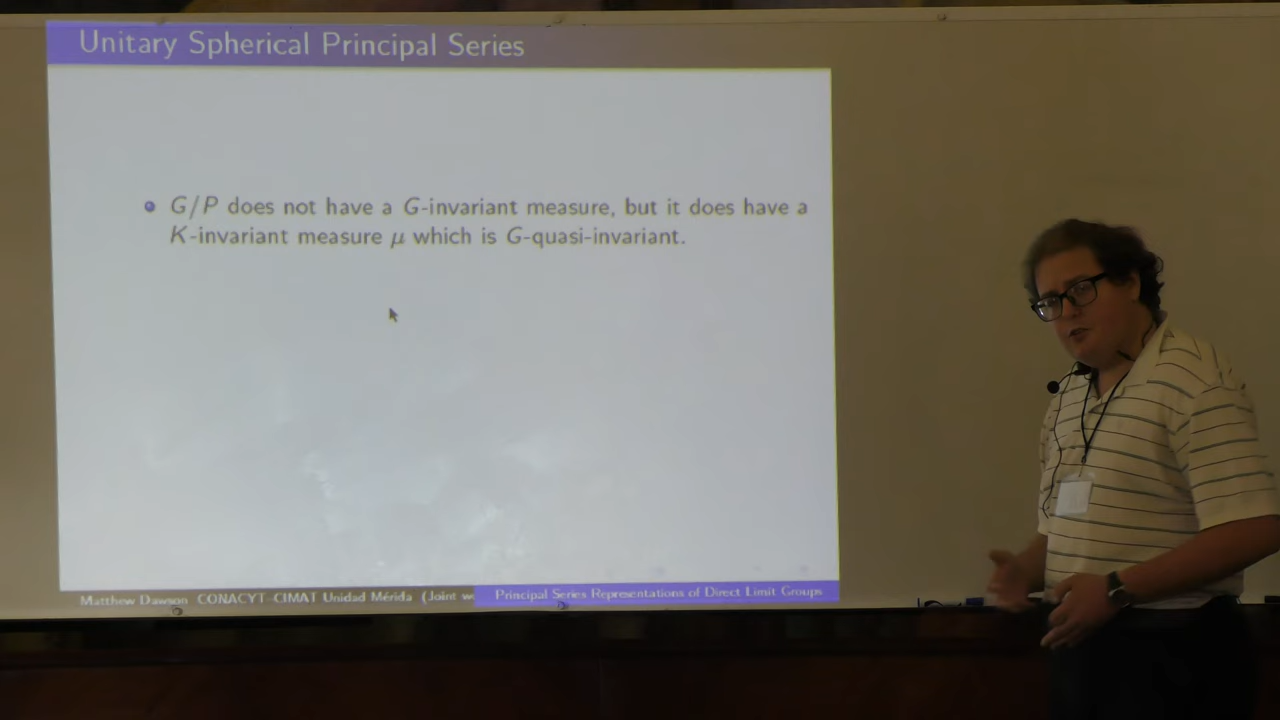 Unitary Spherical Principal Series
G/P does not have a G-invariant measure, but it does have a
K-invariant measure μ which is G-quasi-invariant.
Matthew Dawson CONACYT–CIMAT Unidad Mérida (Joint w
Principal Series Representations of Direct Limit Groups